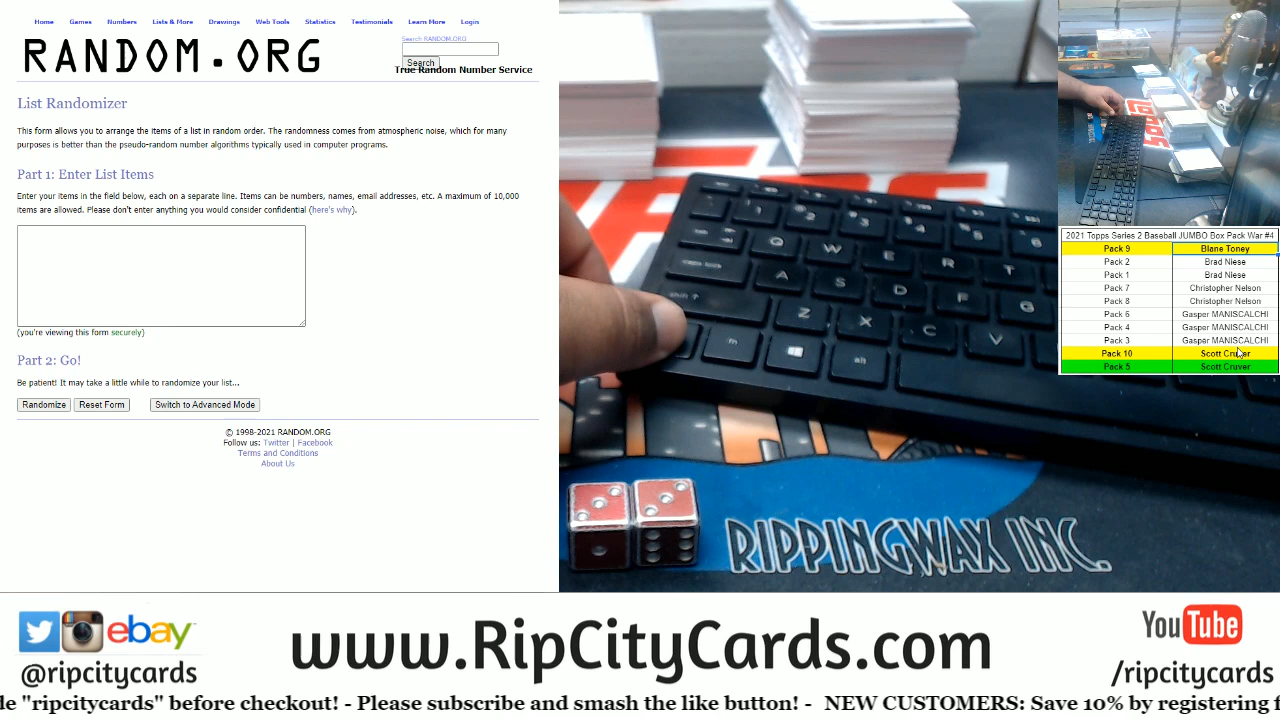 Home Games Numbers Lists & More Drawings Web Tools Statistics Testimonials Learn More Login
RANDOM.ORG
Search RANDOM.ORG
Search
True Random Number Service
List Randomizer
This form allows you to arrange the items of a list in random order. The randomness comes from atmospheric noise, which for many
purposes is better than the pseudo-random number algorithms typically used in computer programs.
Part 1: Enter List Items
Enter your items in the field below, each on a separate line. Items can be numbers, names, email addresses, etc. A maximum of 10,000
items are allowed. Please don't enter anything you would consider confidential (here's why).
(you're viewing this form securely)
Part 2: Go!
Be patient! It may take a little while to randomize your list...
Randomize Reset Form Switch to Advanced Mode
© 1998-2021 RANDOM.ORG
Follow us: Twitter | Facebook
Terms and Conditions
About Us
2021 Topps Series 2 Baseball JUMBO Box Pack War #4
Pack 9 Blane Toney
Pack 2 Brad Niese
Pack 1 Brad Niese
Pack 7 Christopher Nelson
Pack 8 Christopher Nelson
Pack 6 Gasper MANISCALCHI
Pack 4 Gasper MANISCALCHI
Pack 3 Gasper MANISCALCHI
Pack 10 Scott Cruver
Pack 5 Scott Cruver
1 2 3 4 5 6
Q W E R T
A S D F G
Z X C V B
alt
RIPPINGWAX INC.
ebay
@ripcitycards
www.RipCityCards.com
YouTube
/ripcitycards
de "ripcitycards" before checkout! - Please subscribe and smash the like button! - NEW CUSTOMERS: Save 10% by registering f